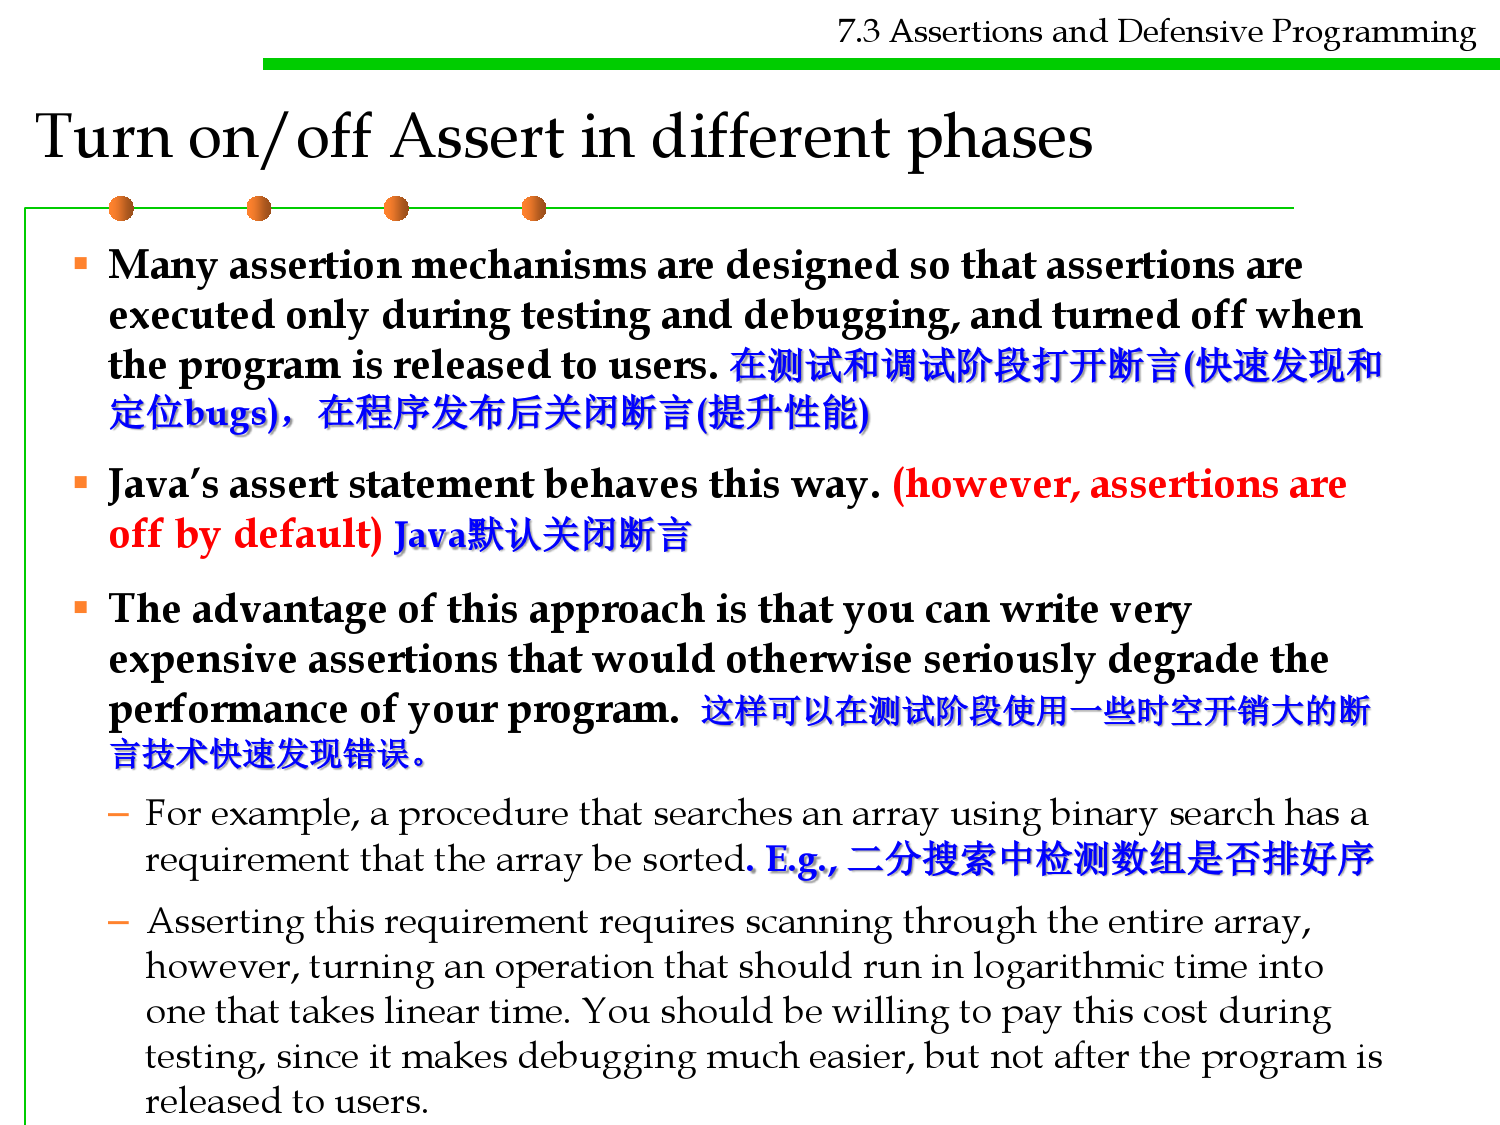 7.3 Assertions and Defensive Programming
Turn on/off Assert in different phases
▪ Many assertion mechanisms are designed so that assertions are
executed only during testing and debugging, and turned off when
the program is released to users. 在测试和调试阶段打开断言(快速发现和
定位bugs)，在程序发布后关闭断言(提升性能)
▪ Java’s assert statement behaves this way. (however, assertions are
off by default) Java默认关闭断言
▪ The advantage of this approach is that you can write very
expensive assertions that would otherwise seriously degrade the
performance of your program. 这样可以在测试阶段使用一些时空开销大的断
言技术快速发现错误。
– For example, a procedure that searches an array using binary search has a
requirement that the array be sorted. E.g., 二分搜索中检测数组是否排好序
– Asserting this requirement requires scanning through the entire array,
however, turning an operation that should run in logarithmic time into
one that takes linear time. You should be willing to pay this cost during
testing, since it makes debugging much easier, but not after the program is
released to users.